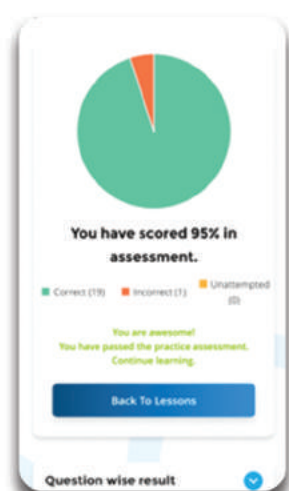 You have scored 95% in
assessment.
Correct (19) Incorrect (1) Unattempted
(0)
You are awesome!
You have passed the practice assessment.
Continue learning.
Back To Lessons
Question wise result